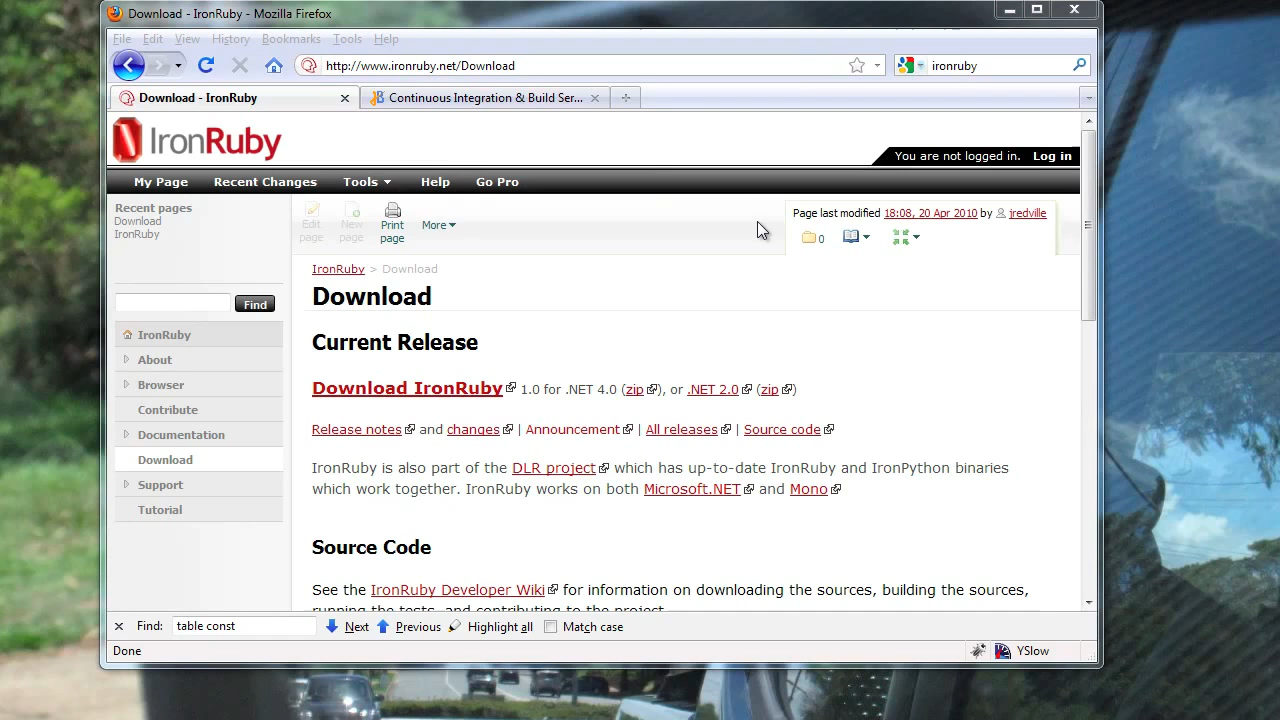 Download - IronRuby - Mozilla Firefox
File Edit View History Bookmarks Tools Help
http://www.ironruby.net/Download
ironruby
Download - IronRuby
Continuous Integration & Build Ser...
IronRuby
You are not logged in. Log in
My Page Recent Changes Tools Help Go Pro
Recent pages
Download
IronRuby
Find
IronRuby
About
Browser
Contribute
Documentation
Download
Support
Tutorial
Edit page
New page
Print page
More
Page last modified 18:08, 20 Apr 2010 by jredville
0
IronRuby > Download
Download
Current Release
Download IronRuby 1.0 for .NET 4.0 (zip), or .NET 2.0 (zip)
Release notes and changes | Announcement | All releases | Source code
IronRuby is also part of the DLR project which has up-to-date IronRuby and IronPython binaries
which work together. IronRuby works on both Microsoft.NET and Mono
Source Code
See the IronRuby Developer Wiki for information on downloading the sources, building the sources,
running the tests, and contributing to the project.
Find: table const Next Previous Highlight all Match case
Done
YSlow